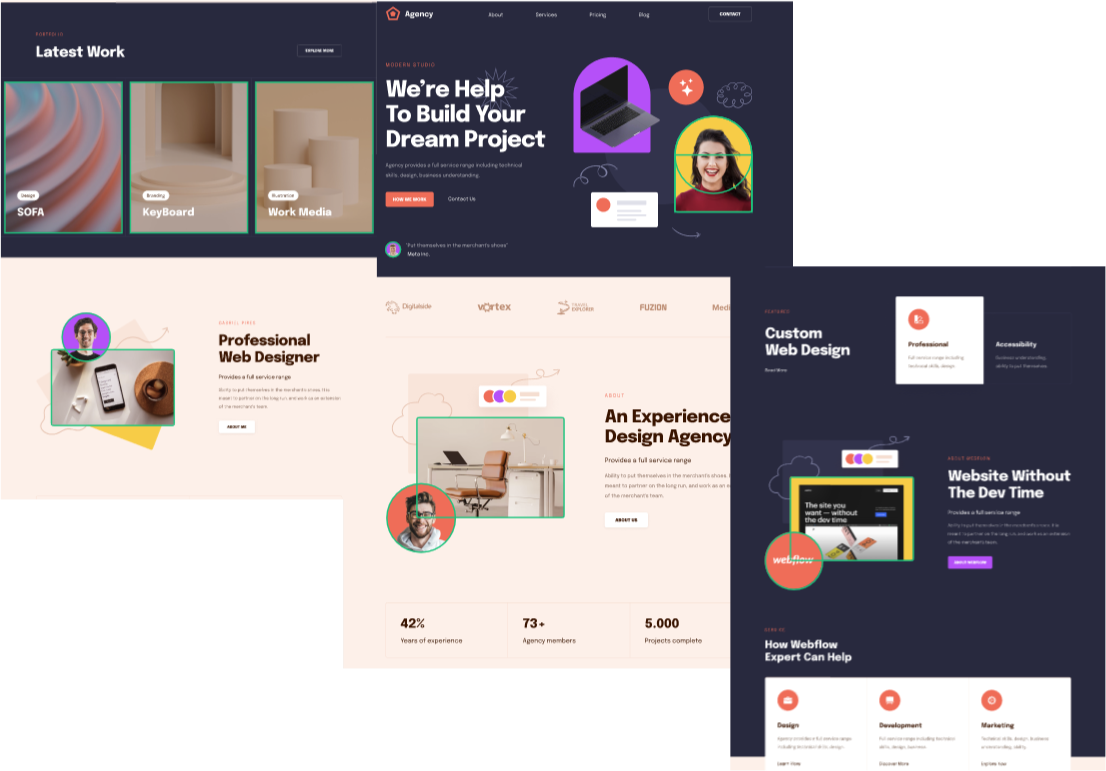 PORTFOLIO
Latest Work
EXPLORE MORE
Design
SOFA
Branding
KeyBoard
Illustration
Work Media
GABRIEL PIRES
Professional
Web Designer
Provides a full service range
Ability to put themselves in the merchant's shoes. It is
meant to partner on the long run, and work as an extension
of the merchant's team.
ABOUT ME
Agency
About
Services
Pricing
Blog
CONTACT
MODERN STUDIO
We're Help
To Build Your
Dream Project
Agency provides a full service range including technical
skills, design, business understanding.
HOW WE WORK
Contact Us
"Put themselves in the merchant's shoes"
Meta Inc.
Digitalside
vortex
TRAVEL
EXPLORER
FUZION
Medi
ABOUT
An Experience
Design Agency
Provides a full service range
Ability to put themselves in the merchant's shoes.
meant to partner on the long run, and work as an
of the merchant's team.
ABOUT US
42%
Years of experience
73+
Agency members
5.000
Projects complete
FEATURES
Custom
Web Design
Read More
Professional
Full service range including
technical skills, design.
Accessibility
Business understanding
ability to put themselves.
The site you
want — without
the dev time
webflow
ABOUT WEBFLOW
Website Without
The Dev Time
Provides a full service range
Ability to put themselves in the merchant's shoes. It is
meant to partner on the long run, and work as an extension
of the merchant's team.
ABOUT WEBFLOW
SERVICE
How Webflow
Expert Can Help
Design
Agency provides a full service range
including technical skills, design.
Learn More
Development
Full service range including technical
skills, design, business.
Discover More
Marketing
Technical skills, design, business
understanding, ability.
Explore Now